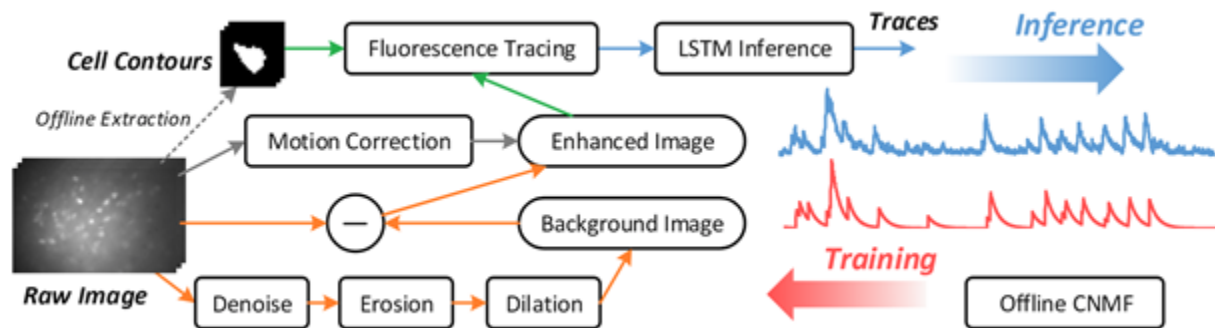 Cell Contours
Fluorescence Tracing
LSTM Inference
Traces
Inference
Offline Extraction
Motion Correction
Enhanced Image
—
Background Image
Raw Image
Denoise
Erosion
Dilation
Training
Offline CNMF